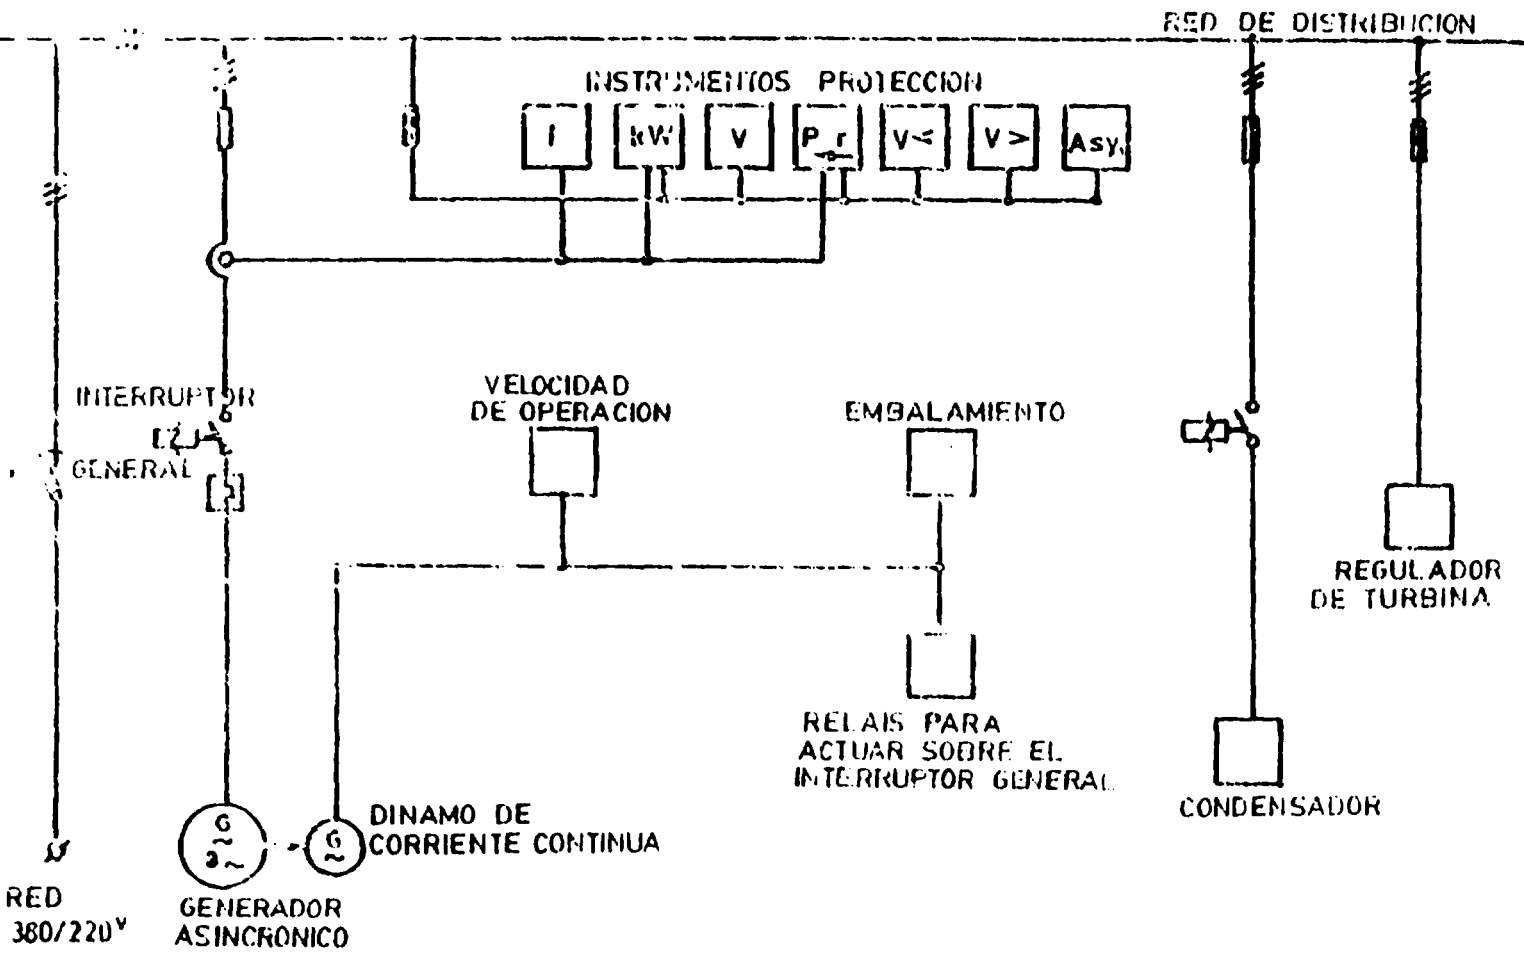 RED DE DISTRIBUCION
INSTRUMENTOS PROTECCION
I kW V P r V< V> Asy.
INTERRUPTOR
GENERAL
VELOCIDAD
DE OPERACION
EMBALAMIENTO
REGULADOR
DE TURBINA
RELAIS PARA
ACTUAR SOBRE EL
INTERRUPTOR GENERAL
CONDENSADOR
G
~
3~
G
~
DINAMO DE
CORRIENTE CONTINUA
RED
380/220V
GENERADOR
ASINCRONICO